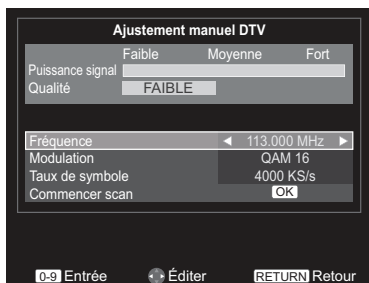 Ajustement manuel DTV
Faible Moyenne Fort
Puissance signal
Qualité FAIBLE
Fréquence 113.000 MHz
Modulation QAM 16
Taux de symbole 4000 KS/s
Commencer scan OK
0-9 Entrée Éditer RETURN Retour